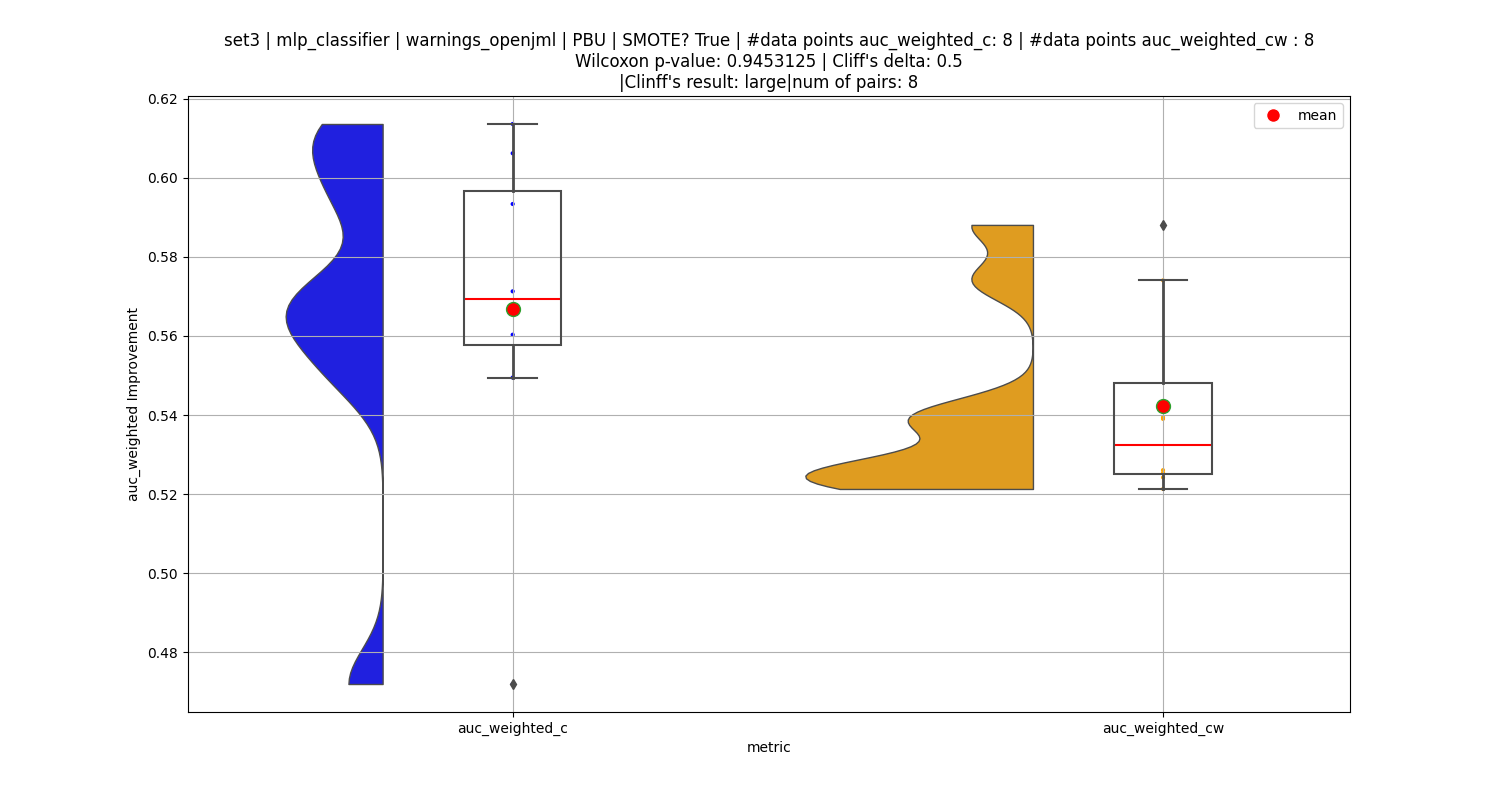 set3 | mlp_classifier | warnings_openjml | PBU | SMOTE? True | #data points auc_weighted_c: 8 | #data points auc_weighted_cw : 8
Wilcoxon p-value: 0.9453125 | Cliff's delta: 0.5
|Clinff's result: large|num of pairs: 8
mean
0.62
0.60
0.58
0.56
0.54
0.52
0.50
0.48
auc_weighted Improvement
auc_weighted_c
auc_weighted_cw
metric